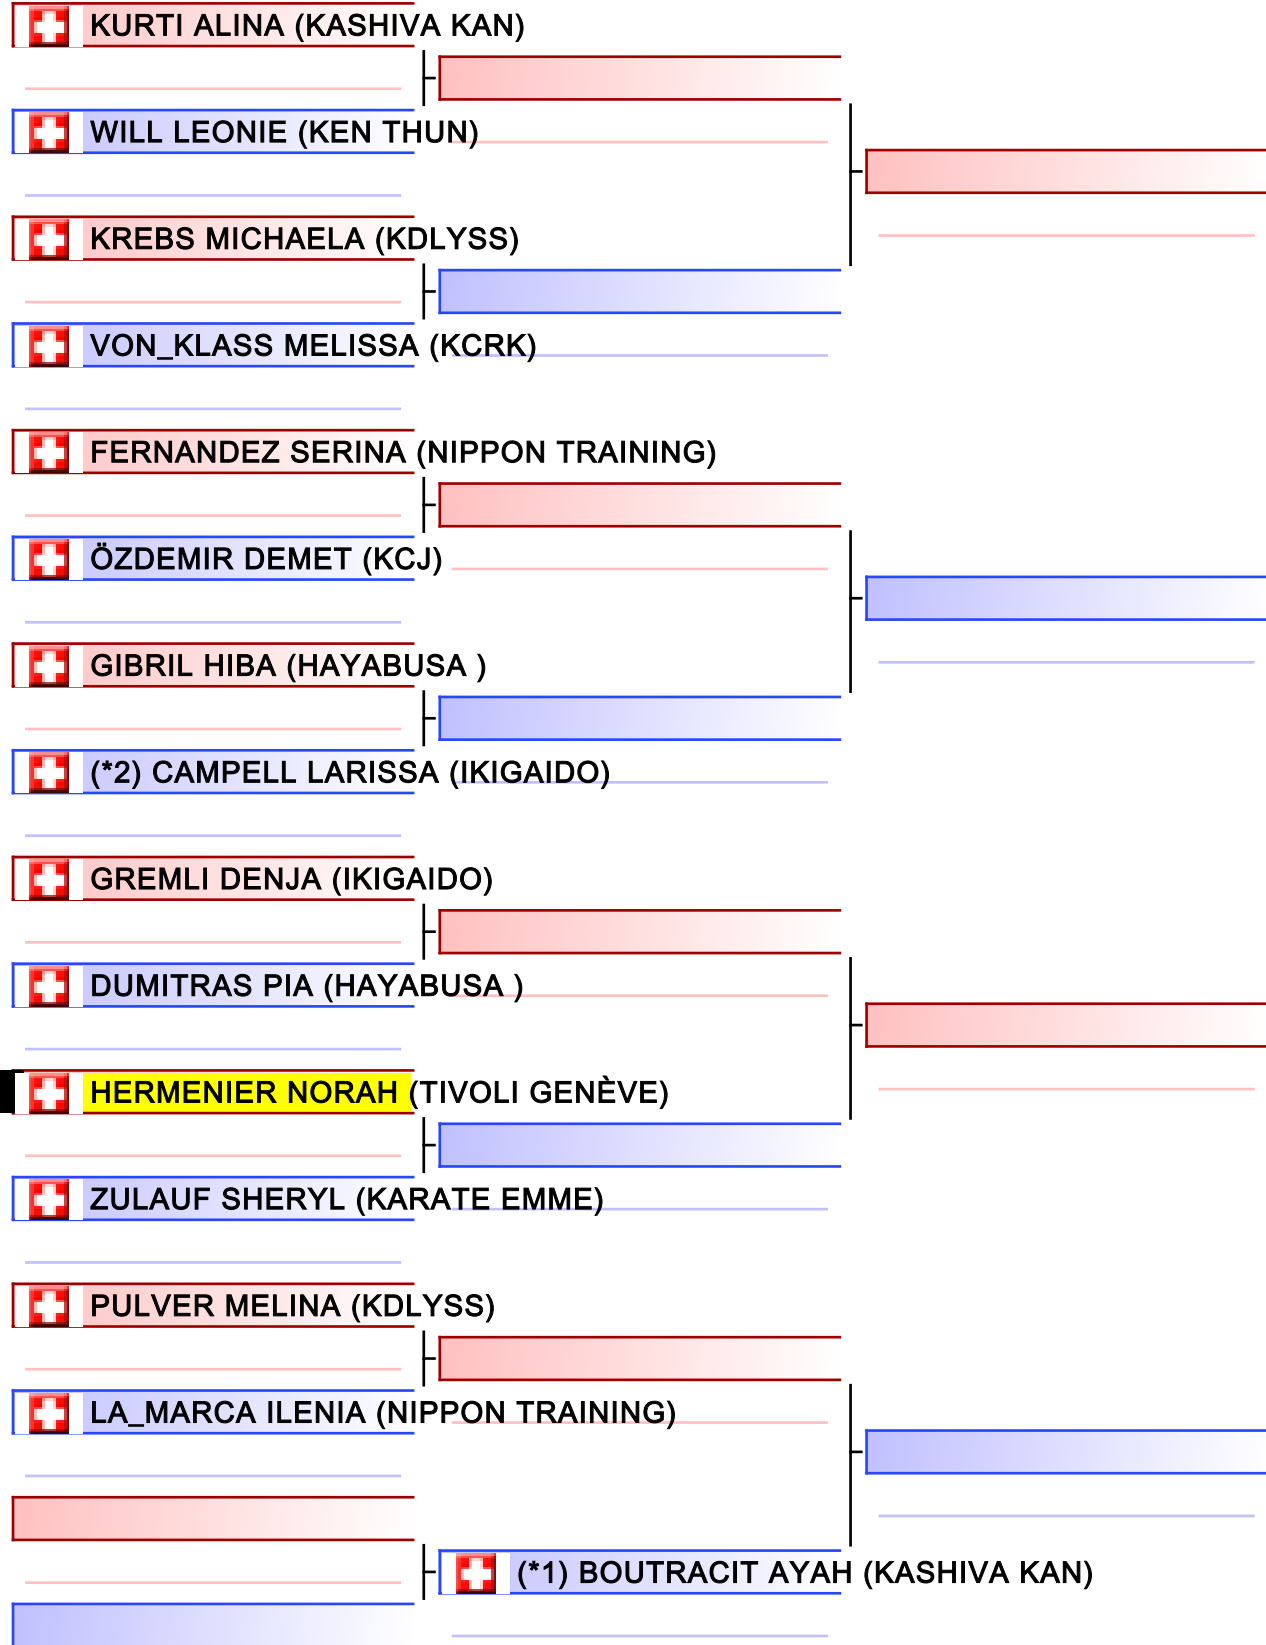 KURTI ALINA (KASHIVA KAN)
WILL LEONIE (KEN THUN)
KREBS MICHAELA (KDLYSS)
VON_KLASS MELISSA (KCRK)
FERNANDEZ SERINA (NIPPON TRAINING)
ÖZDEMIR DEMET (KCJ)
GIBRIL HIBA (HAYABUSA )
(*2) CAMPELL LARISSA (IKIGAIDO)
GREMLI DENJA (IKIGAIDO)
DUMITRAS PIA (HAYABUSA )
HERMENIER NORAH (TIVOLI GENÈVE)
ZULAUF SHERYL (KARATE EMME)
PULVER MELINA (KDLYSS)
LA_MARCA ILENIA (NIPPON TRAINING)
(*1) BOUTRACIT AYAH (KASHIVA KAN)